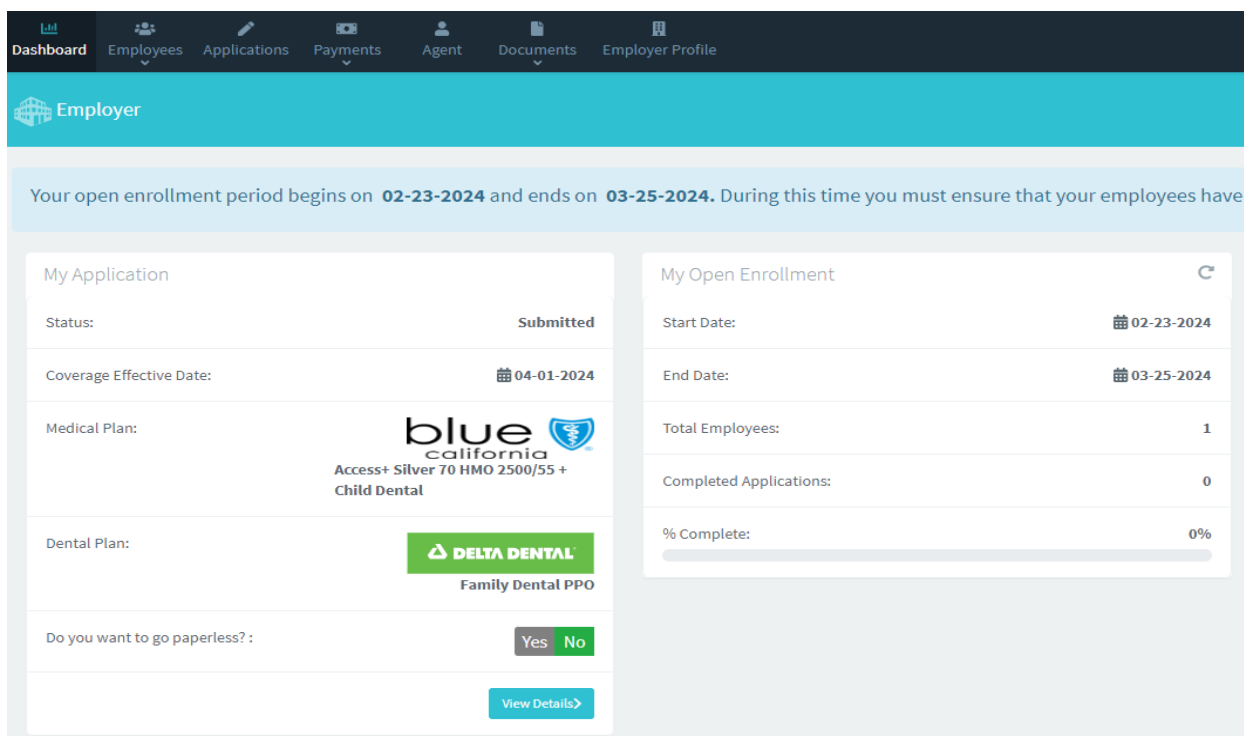 Dashboard Employees Applications Payments Agent Documents Employer Profile
Employer
Your open enrollment period begins on 02-23-2024 and ends on 03-25-2024. During this time you must ensure that your employees have
My Application
Status: Submitted
Coverage Effective Date: 04-01-2024
Medical Plan: blue
california
Access+ Silver 70 HMO 2500/55 +
Child Dental
Dental Plan: DELTA DENTAL
Family Dental PPO
Do you want to go paperless? : Yes No
View Details
My Open Enrollment
Start Date: 02-23-2024
End Date: 03-25-2024
Total Employees: 1
Completed Applications: 0
% Complete: 0%